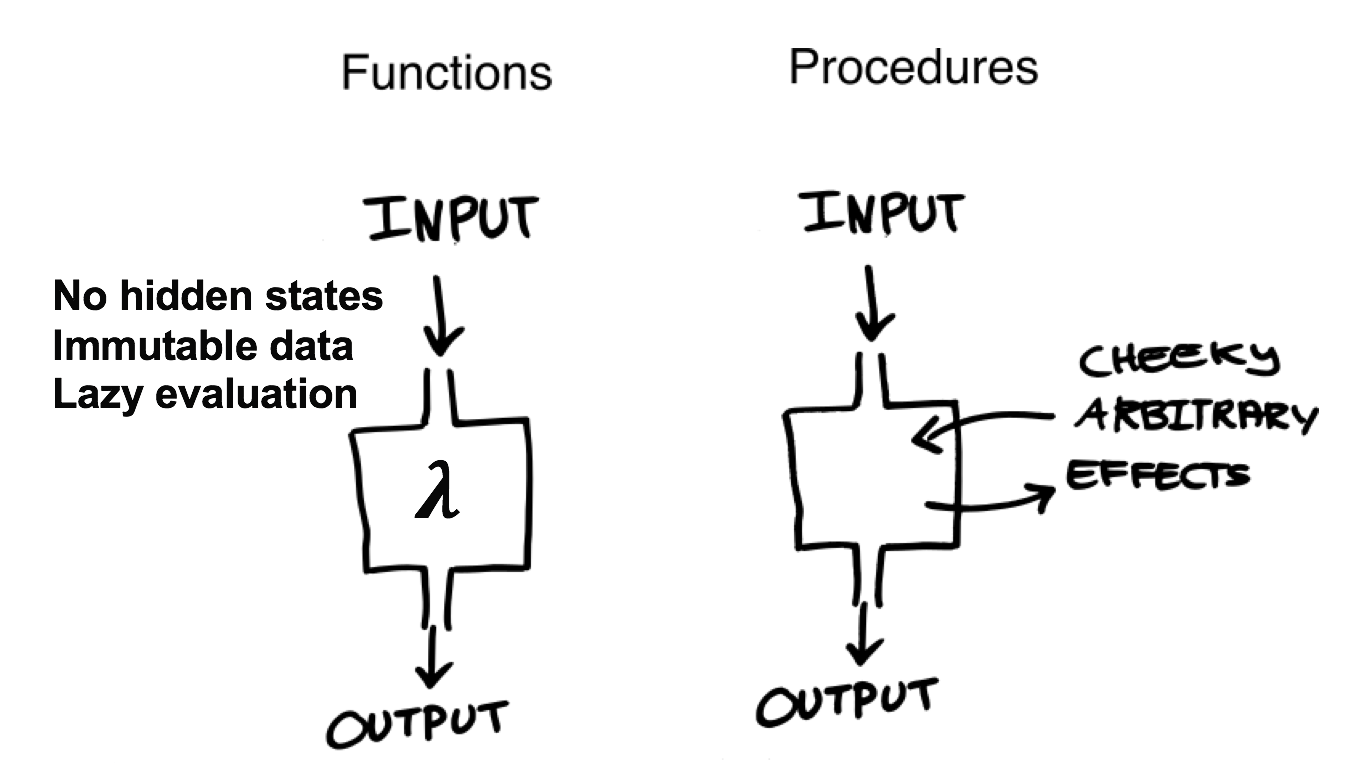 Functions
INPUT
No hidden states
Immutable data
Lazy evaluation
λ
OUTPUT
Procedures
INPUT
CHEEKY
ARBITRARY
EFFECTS
OUTPUT